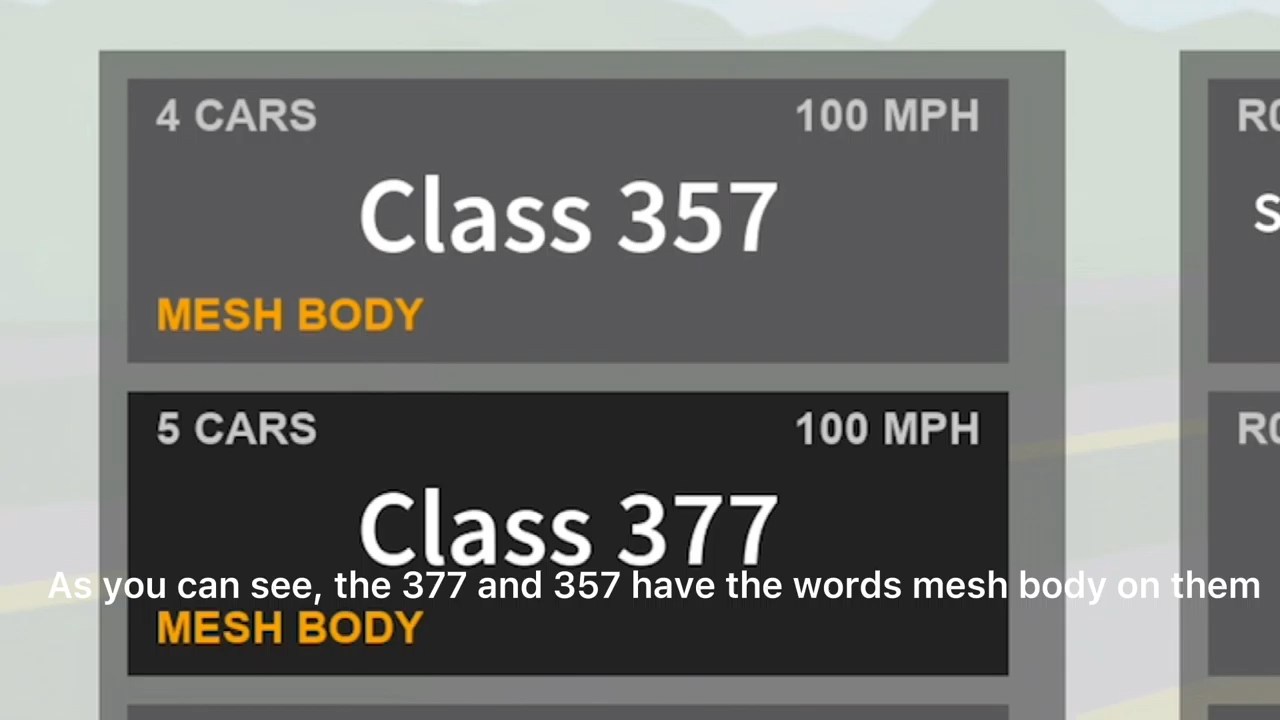 4 CARS 100 MPH
Class 357
MESH BODY
5 CARS 100 MPH
Class 377
As you can see, the 377 and 357 have the words mesh body on them
MESH BODY